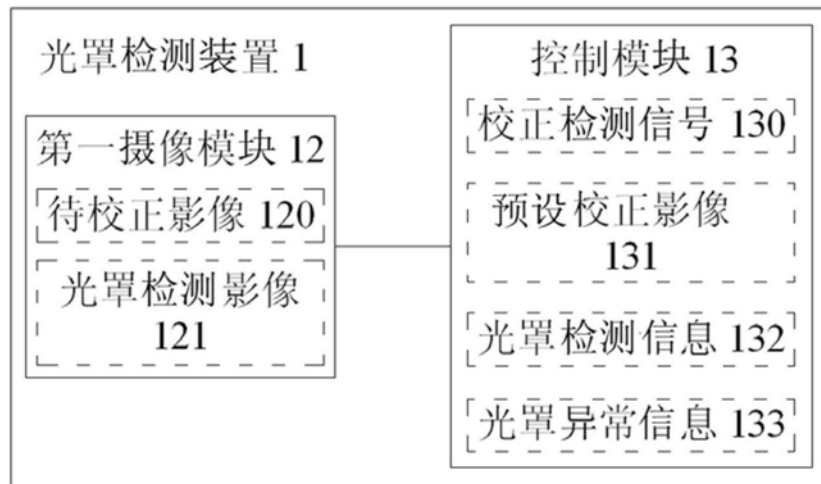 光罩检测装置 1
第一摄像模块 12
待校正影像 120
光罩检测影像
121
控制模块 13
校正检测信号 130
预设校正影像
131
光罩检测信息 132
光罩异常信息 133